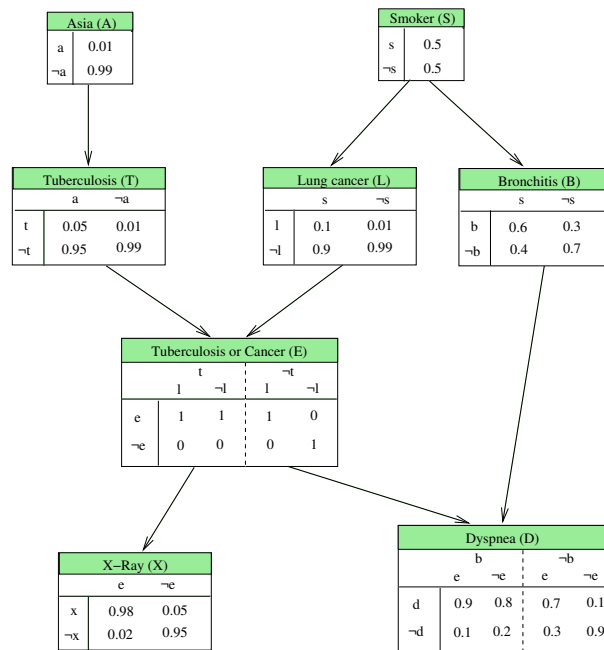 Asia (A)
a 0.01
¬a 0.99
Smoker (S)
s 0.5
¬s 0.5
Tuberculosis (T)
a ¬a
t 0.05 0.01
¬t 0.95 0.99
Lung cancer (L)
s ¬s
l 0.1 0.01
¬l 0.9 0.99
Bronchitis (B)
s ¬s
b 0.6 0.3
¬b 0.4 0.7
Tuberculosis or Cancer (E)
t ¬t
l ¬l l ¬l
e 1 1 1 0
¬e 0 0 0 1
X−Ray (X)
e ¬e
x 0.98 0.05
¬x 0.02 0.95
Dyspnea (D)
b ¬b
e ¬e e ¬e
d 0.9 0.8 0.7 0.1
¬d 0.1 0.2 0.3 0.9